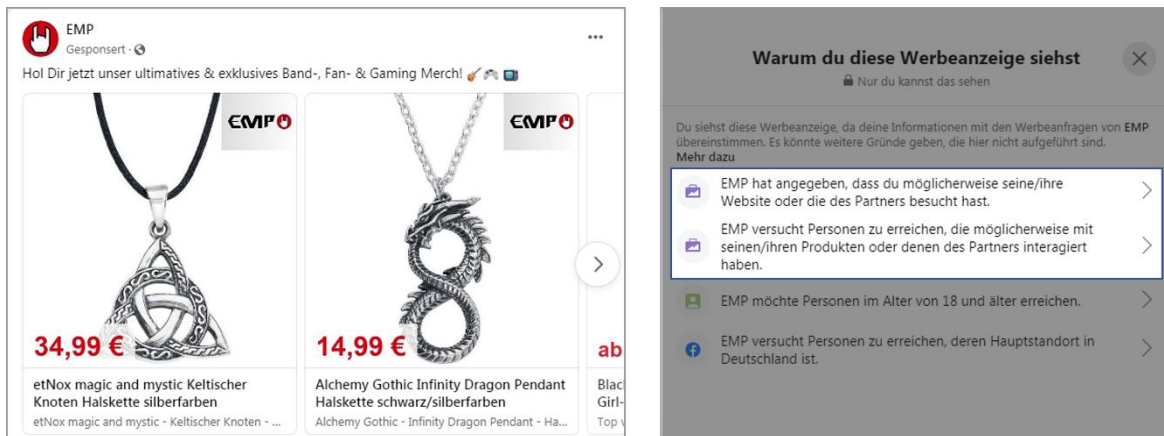 EMP
Gesponsert ·
Hol Dir jetzt unser ultimatives & exklusives Band-, Fan- & Gaming Merch!
EMP
34,99 €
etNox magic and mystic Keltischer
Knoten Halskette silberfarben
etNox magic and mystic - Keltischer Knoten - ...
EMP
14,99 €
Alchemy Gothic Infinity Dragon Pendant
Halskette schwarz/silberfarben
Alchemy Gothic - Infinity Dragon Pendant - Ha...
ab
Blac
Girl-
Top
Warum du diese Werbeanzeige siehst
Nur du kannst das sehen
Du siehst diese Werbeanzeige, da deine Informationen mit den Werbeanfragen von EMP
übereinstimmen. Es könnte weitere Gründe geben, die hier nicht aufgeführt sind.
Mehr dazu
EMP hat angegeben, dass du möglicherweise seine/ihre
Website oder die des Partners besucht hast.
EMP versucht Personen zu erreichen, die möglicherweise mit
seinen/ihren Produkten oder denen des Partners interagiert
haben.
EMP möchte Personen im Alter von 18 und älter erreichen.
EMP versucht Personen zu erreichen, deren Hauptstandort in
Deutschland ist.